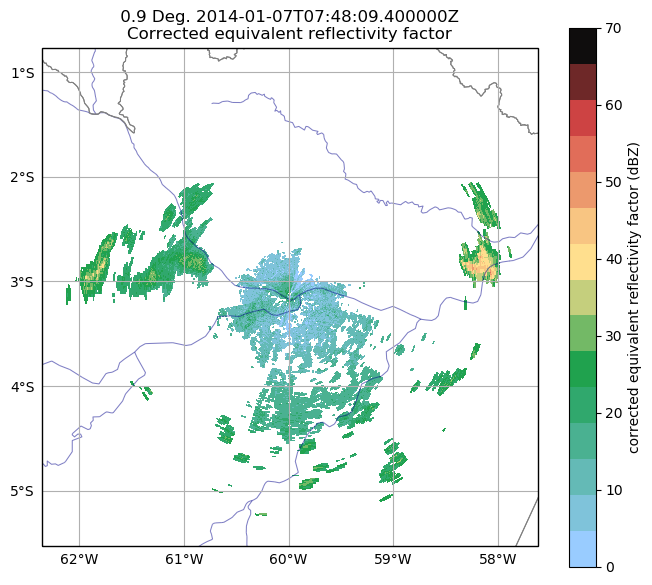 0.9 Deg. 2014-01-07T07:48:09.400000Z
Corrected equivalent reflectivity factor
1°S
2°S
3°S
4°S
5°S
62°W
61°W
60°W
59°W
58°W
70
60
50
40
30
20
10
0
corrected equivalent reflectivity factor (dBZ)